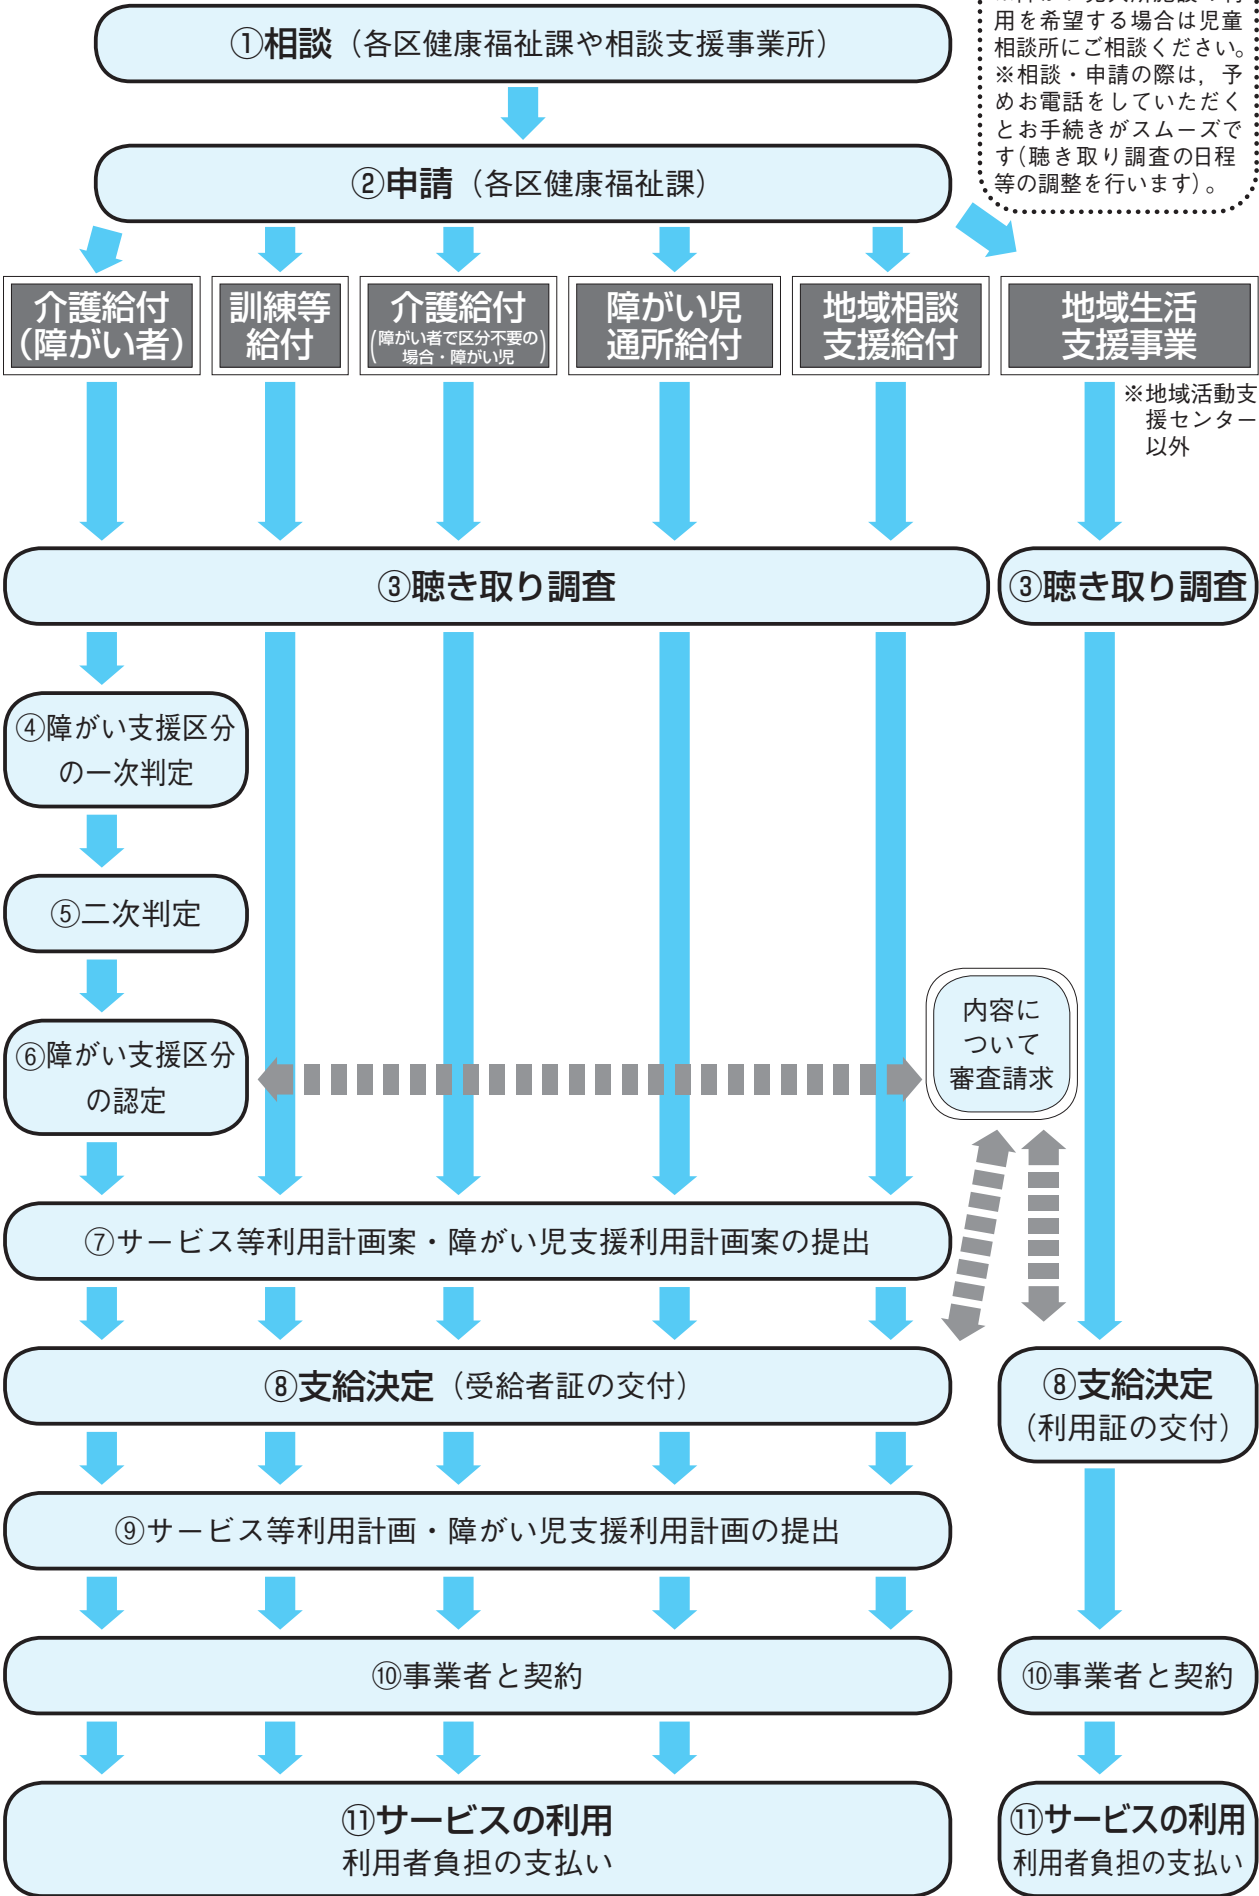 ①相談（各区健康福祉課や相談支援事業所）
用を希望する場合は児童
相談所にご相談ください。
※相談・申請の際は，予
めお電話をしていただく
とお手続きがスムーズで
す（聴き取り調査の日程
等の調整を行います）。
②申請（各区健康福祉課）
介護給付
（障がい者）
訓練等
給付
介護給付
（障がい者で区分不要の
場合・障がい児）
障がい児
通所給付
地域相談
支援給付
地域生活
支援事業
※地域活動支
援センター
以外
③聴き取り調査
③聴き取り調査
④障がい支援区分
の一次判定
⑤二次判定
⑥障がい支援区分
の認定
内容に
ついて
審査請求
⑦サービス等利用計画案・障がい児支援利用計画案の提出
⑧支給決定（受給者証の交付）
⑧支給決定
（利用証の交付）
⑨サービス等利用計画・障がい児支援利用計画の提出
⑩事業者と契約
⑩事業者と契約
⑪サービスの利用
利用者負担の支払い
⑪サービスの利用
利用者負担の支払い